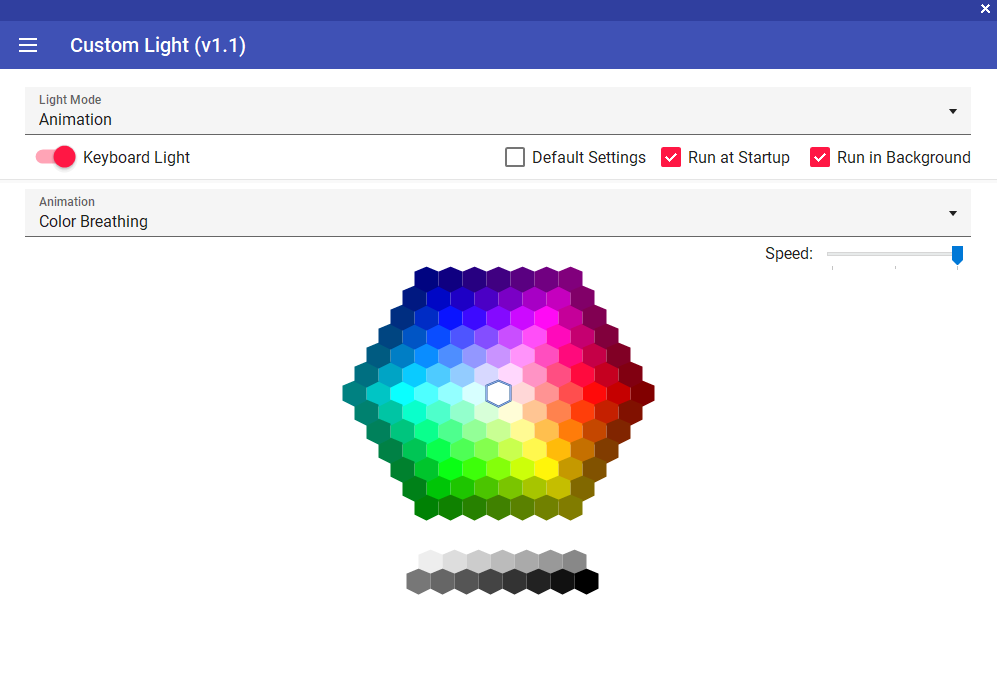 Custom Light (v1.1)
Light Mode
Animation
Keyboard Light
Default Settings
Run at Startup
Run in Background
Animation
Color Breathing
Speed: